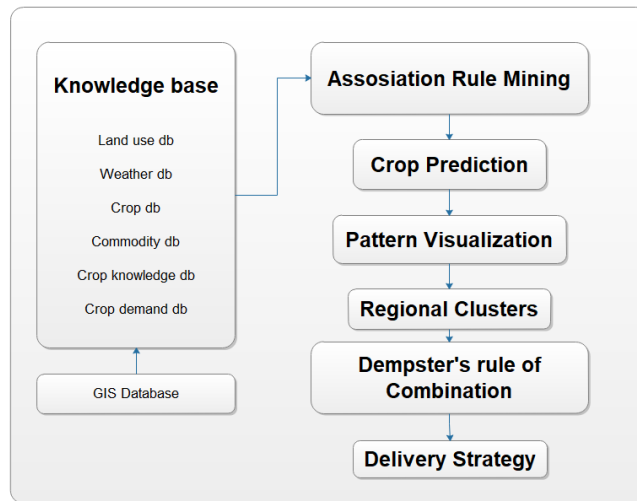 Knowledge base
Land use db
Weather db
Crop db
Commodity db
Crop knowledge db
Crop demand db
GIS Database
Assosiation Rule Mining
Crop Prediction
Pattern Visualization
Regional Clusters
Dempster's rule of
Combination
Delivery Strategy